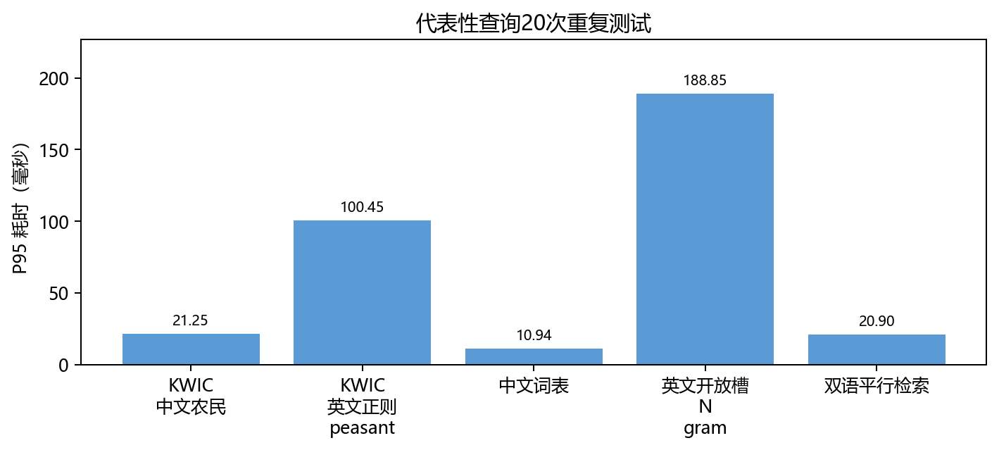 代表性查询20次重复测试
P95 耗时（毫秒）
200
150
100
50
0
21.25
100.45
10.94
188.85
20.90
KWIC
中文农民
KWIC
英文正则
peasant
中文词表
英文开放槽
N
gram
双语平行检索